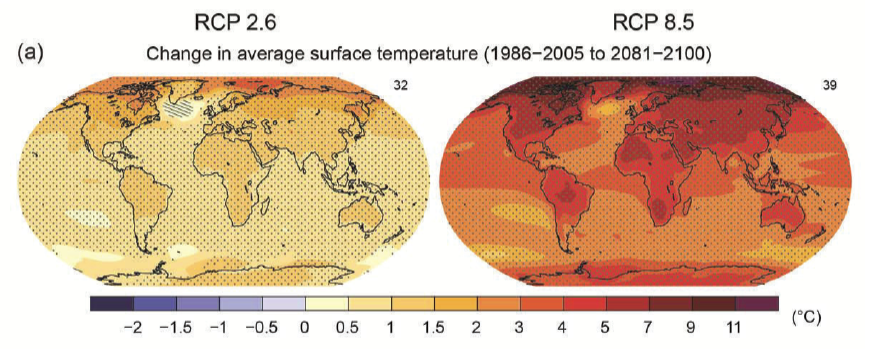 RCP 2.6 RCP 8.5
(a) Change in average surface temperature (1986−2005 to 2081−2100)
32 39
−2 −1.5 −1 −0.5 0 0.5 1 1.5 2 3 4 5 7 9 11 (°C)